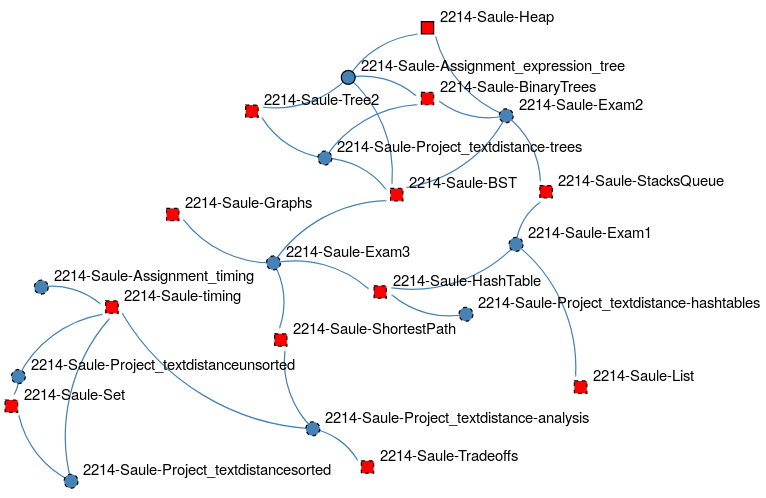 2214-Saule-Heap
2214-Saule-Assignment_expression_tree
2214-Saule-BinaryTrees
2214-Saule-Tree2
2214-Saule-Exam2
2214-Saule-Project_textdistance-trees
2214-Saule-BST
2214-Saule-StacksQueue
2214-Saule-Graphs
2214-Saule-Exam1
2214-Saule-Exam3
2214-Saule-Assignment_timing
2214-Saule-HashTable
2214-Saule-timing
2214-Saule-Project_textdistance-hashtables
2214-Saule-ShortestPath
2214-Saule-Project_textdistanceunsorted
2214-Saule-List
2214-Saule-Set
2214-Saule-Project_textdistance-analysis
2214-Saule-Tradeoffs
2214-Saule-Project_textdistancesorted